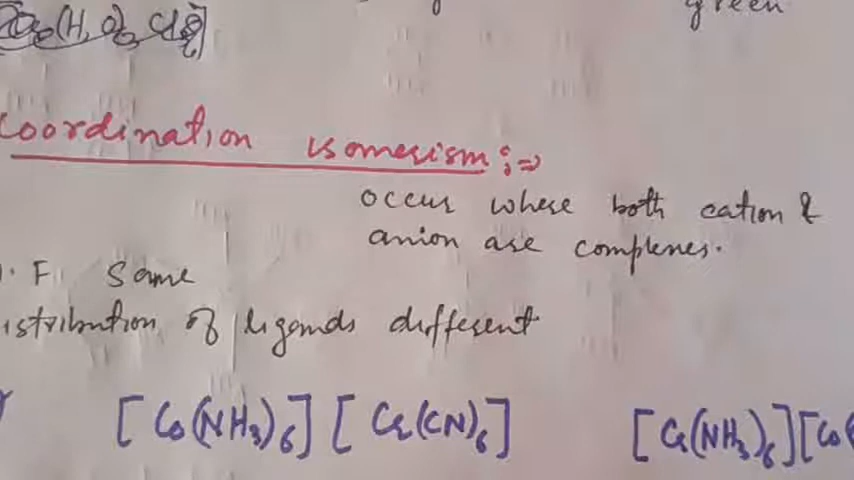 green
Coordination isomerism :⇒
occur where both cation &
anion are complexes.
. F. Same
istribution of ligands different
[Co(NH₃)₆] [Cr(CN)₆] [Cr(NH₃)₆][Co(